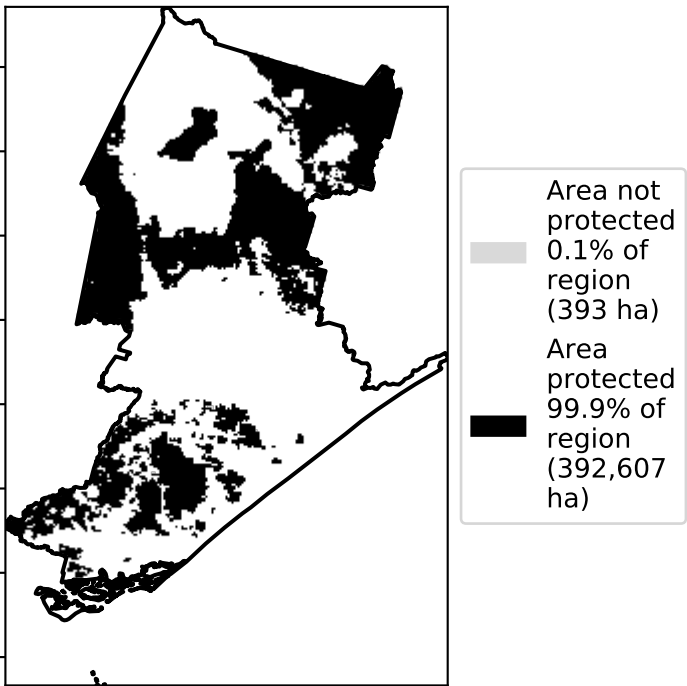 Area not
protected
0.1% of
region
(393 ha)
Area
protected
99.9% of
region
(392,607
ha)